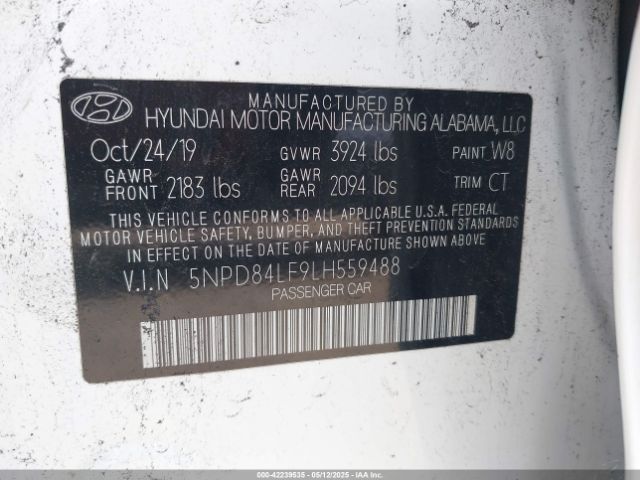 MANUFACTURED BY
HYUNDAI MOTOR MANUFACTURING ALABAMA, LLC
Oct/24/19 GVWR 3924 lbs PAINT W8
GAWR FRONT 2183 lbs GAWR REAR 2094 lbs TRIM CT
THIS VEHICLE CONFORMS TO ALL APPLICABLE U.S.A. FEDERAL
MOTOR VEHICLE SAFETY, BUMPER, AND THEFT PREVENTION STANDARDS
IN EFFECT ON THE DATE OF MANUFACTURE SHOWN ABOVE.
V.I.N 5NPD84LF9LH559488
PASSENGER CAR
000-42239535 - 05/12/2025 - COPYRIGHT IAA, LLC